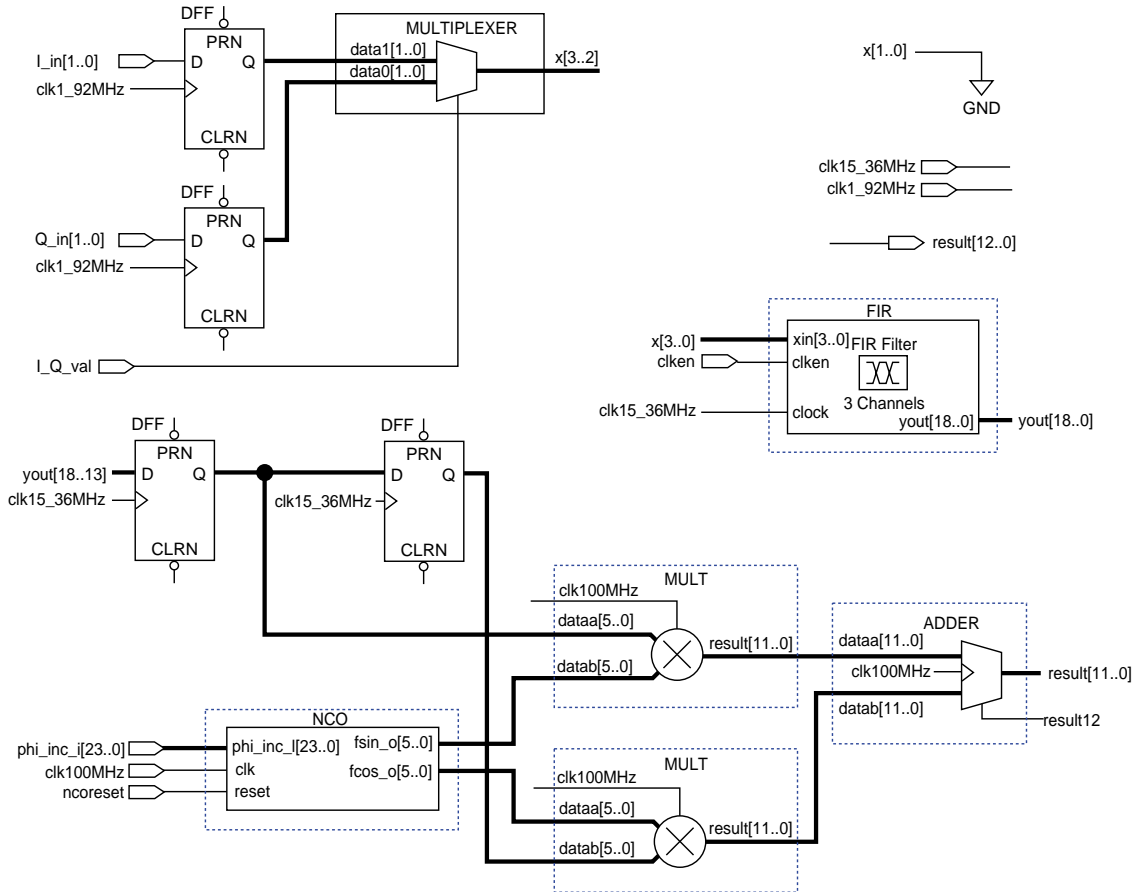 DFF
PRN
I_in[1..0]
D
Q
clk1_92MHz
CLRN
MULTIPLEXER
data1[1..0]
data0[1..0]
x[3..2]
x[1..0]
GND
DFF
PRN
Q_in[1..0]
D
Q
clk1_92MHz
CLRN
I_Q_val
clk15_36MHz
clk1_92MHz
result[12..0]
FIR
x[3..0]
xin[3..0]
FIR Filter
clken
clken
3 Channels
clk15_36MHz
clock
yout[18..0]
yout[18..0]
DFF
PRN
yout[18..13]
D
Q
clk15_36MHz
CLRN
DFF
PRN
D
Q
clk15_36MHz
CLRN
MULT
clk100MHz
dataa[5..0]
datab[5..0]
result[11..0]
ADDER
dataa[11..0]
clk100MHz
datab[11..0]
result[11..0]
result12
NCO
phi_inc_i[23..0]
phi_inc_I[23..0]
fsin_o[5..0]
clk100MHz
clk
fcos_o[5..0]
ncoreset
reset
MULT
clk100MHz
dataa[5..0]
datab[5..0]
result[11..0]